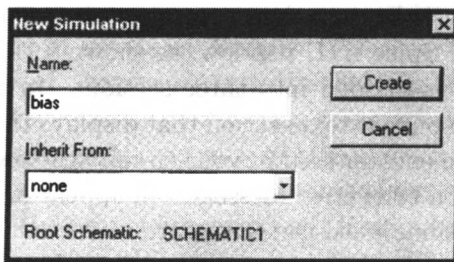 New Simulation
Name:
bias
Create
Cancel
Inherit From:
none
Root Schematic: SCHEMATIC1